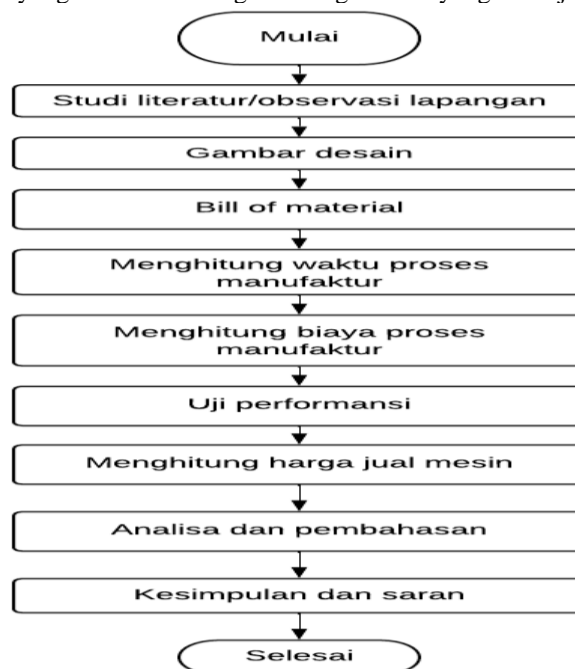 Mulai
Studi literatur/observasi lapangan
Gambar desain
Bill of material
Menghitung waktu proses
manufaktur
Menghitung biaya proses
manufaktur
Uji performansi
Menghitung harga jual mesin
Analisa dan pembahasan
Kesimpulan dan saran
Selesai